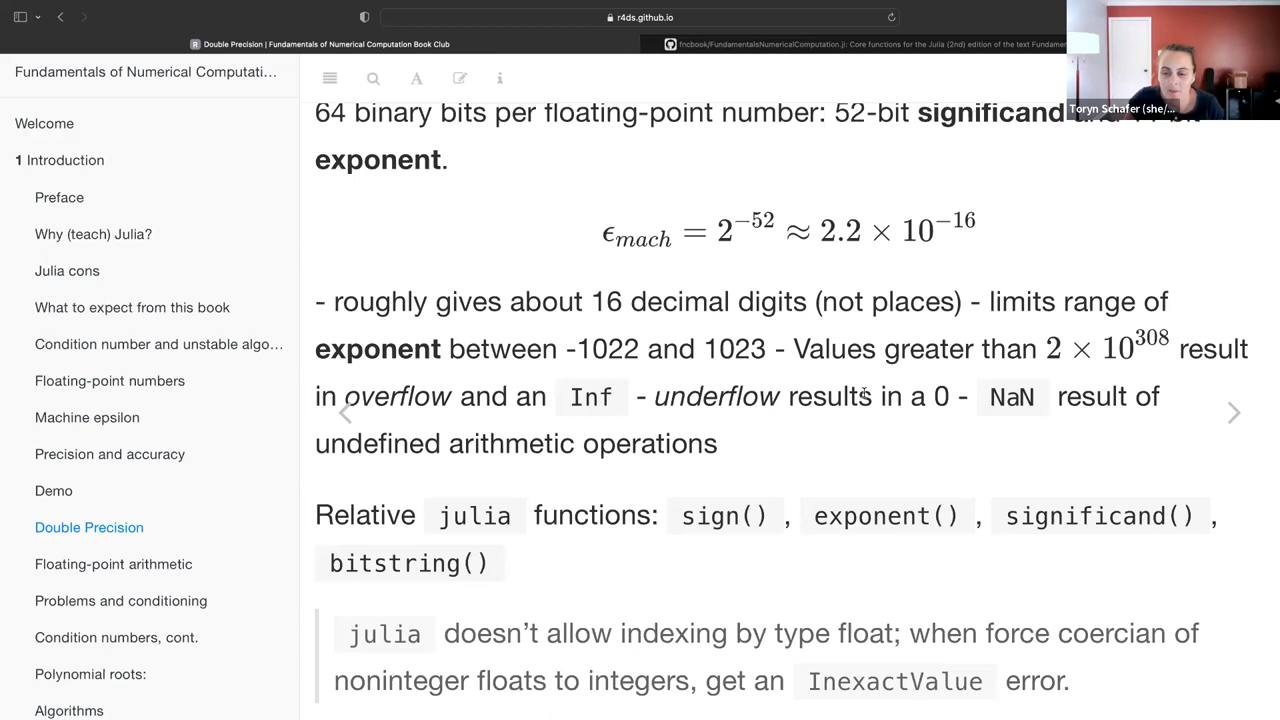 r4ds.github.io
Double Precision | Fundamentals of Numerical Computation Book Club
fncbook/FundamentalsNumericalComputation.jl: Core functions for the Julia (2nd) edition of the text Fundamen
Toryn Schafer (she/...
Fundamentals of Numerical Computati...
Welcome
1 Introduction
Preface
Why (teach) Julia?
Julia cons
What to expect from this book
Condition number and unstable algo...
Floating-point numbers
Machine epsilon
Precision and accuracy
Demo
Double Precision
Floating-point arithmetic
Problems and conditioning
Condition numbers, cont.
Polynomial roots:
Algorithms
64 binary bits per floating-point number: 52-bit significand
exponent.
ϵ_mach = 2^−52 ≈ 2.2 × 10^−16
- roughly gives about 16 decimal digits (not places) - limits range of
exponent between -1022 and 1023 - Values greater than 2 × 10^308 result
in overflow and an Inf - underflow results in a 0 - NaN result of
undefined arithmetic operations
Relative julia functions: sign() , exponent() , significand() ,
bitstring()
julia doesn't allow indexing by type float; when force coercian of
noninteger floats to integers, get an InexactValue error.